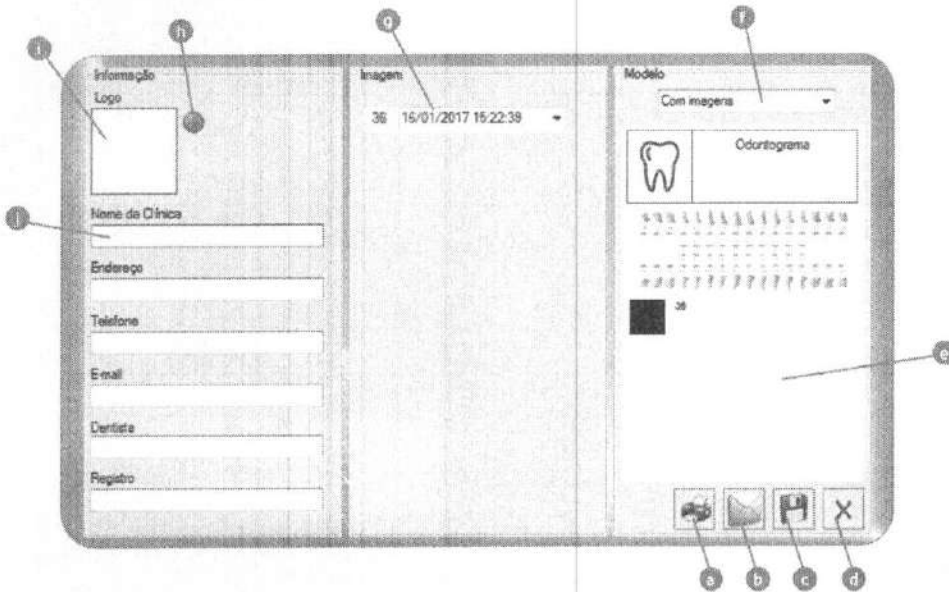 i
h
g
f
Informação
Logo
Imagem
36 16/01/2017 15:22:39
Modelo
Com imagens
Odontograma
j
Nome da Clínica
Endereço
Telefone
E-mail
Dentista
Registro
36
e
a
b
c
d